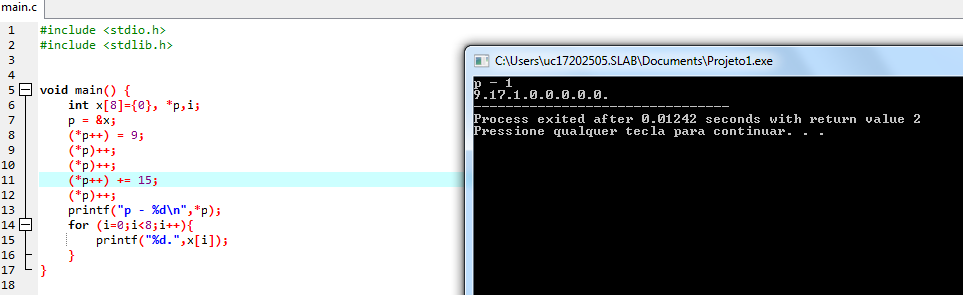 main.c
1 #include <stdio.h>
2 #include <stdlib.h>
3
4
5 void main() {
6 int x[8]={0}, *p,i;
7 p = &x;
8 (*p++) = 9;
9 (*p)++;
10 (*p)++;
11 (*p++) += 15;
12 (*p)++;
13 printf("p - %d\n",*p);
14 for (i=0;i<8;i++){
15 printf("%d.",x[i]);
16 }
17 }
18
C:\Users\uc17202505.SLAB\Documents\Projeto1.exe
p - 1
9.17.1.0.0.0.0.0.
--------------------------------
Process exited after 0.01242 seconds with return value 2
Pressione qualquer tecla para continuar. . .